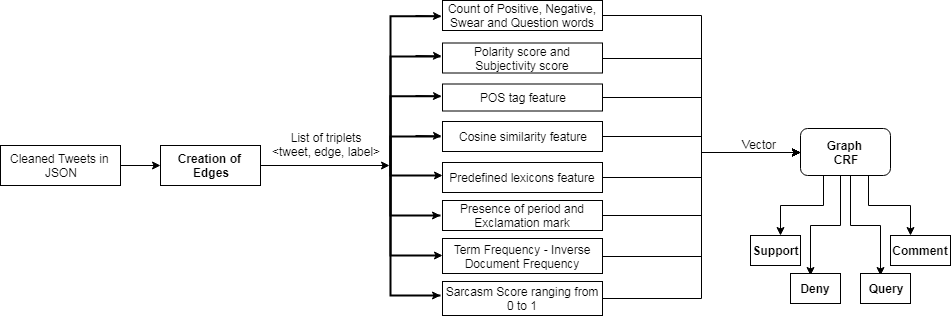 Count of Positive, Negative,
Swear and Question words
Polarity score and
Subjectivity score
POS tag feature
List of triplets
<tweet, edge, label>
Cosine similarity feature
Vector
Graph
CRF
Cleaned Tweets in
JSON
Creation of
Edges
Predefined lexicons feature
Presence of period and
Exclamation mark
Term Frequency - Inverse
Document Frequency
Support
Comment
Sarcasm Score ranging from
0 to 1
Deny
Query